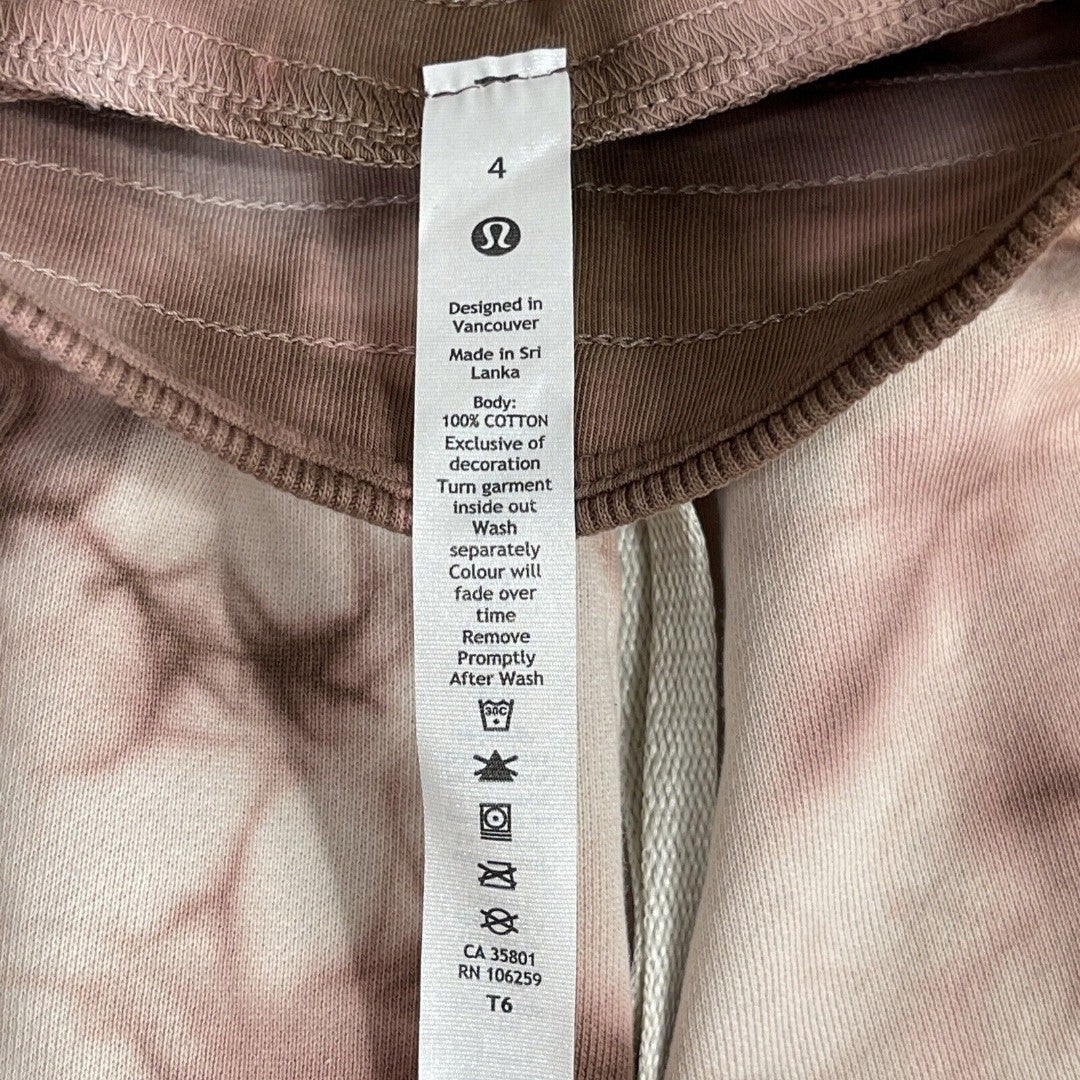 4
Designed in
Vancouver
Made in Sri
Lanka
Body:
100% COTTON
Exclusive of
decoration
Turn garment
inside out
Wash
separately
Colour will
fade over
time
Remove
Promptly
After Wash
30C
CA 35801
RN 106259
T6